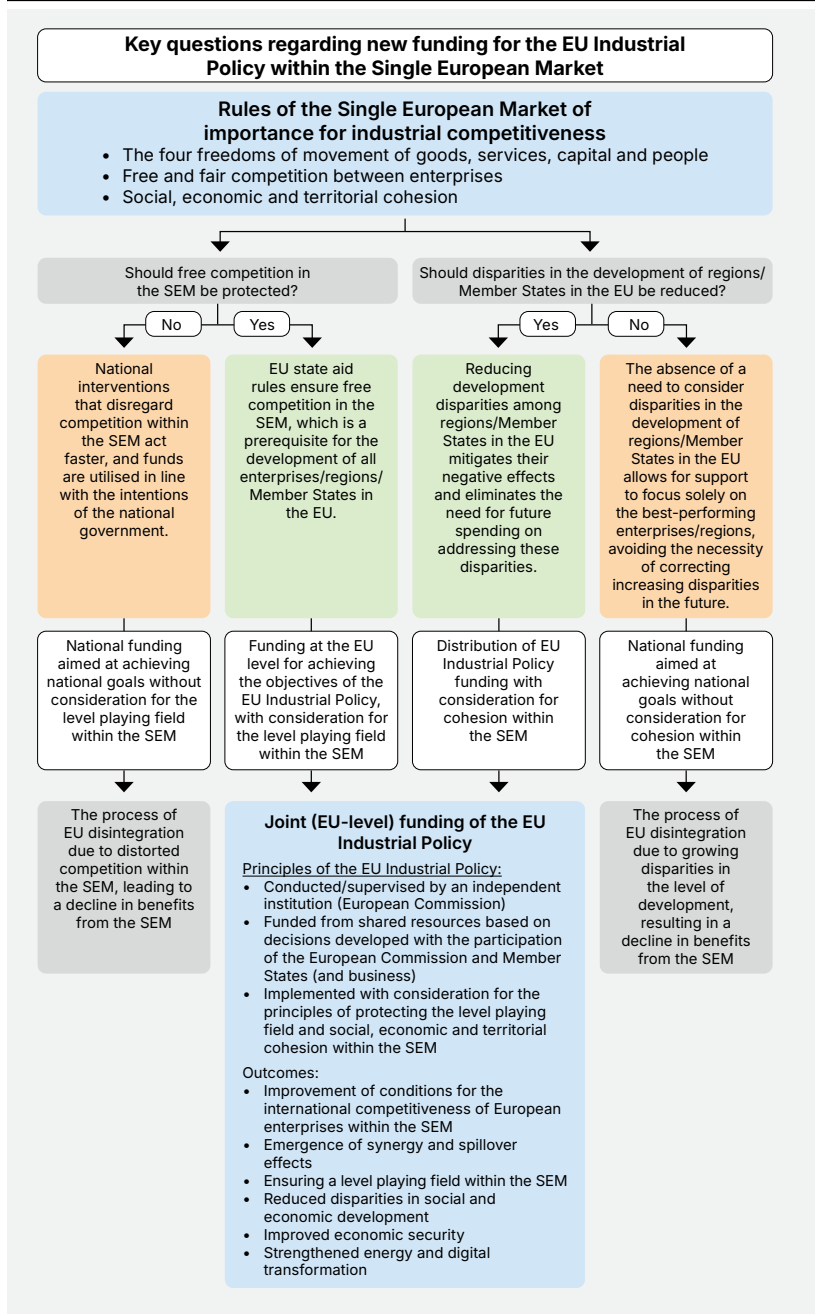 Key questions regarding new funding for the EU Industrial
Policy within the Single European Market
Rules of the Single European Market of
importance for industrial competitiveness
• The four freedoms of movement of goods, services, capital and people
• Free and fair competition between enterprises
• Social, economic and territorial cohesion
Should free competition in
the SEM be protected?
Should disparities in the development of regions/
Member States in the EU be reduced?
No
Yes
Yes
No
National
interventions
that disregard
competition within
the SEM act
faster, and funds
are utilised in line
with the intentions
of the national
government.
EU state aid
rules ensure free
competition in the
SEM, which is a
prerequisite for the
development of all
enterprises/regions/
Member States in
the EU.
Reducing
development
disparities among
regions/Member
States in the EU
mitigates their
negative effects
and eliminates the
need for future
spending on
addressing these
disparities.
The absence of a
need to consider
disparities in the
development of
regions/Member
States in the EU
allows for support
to focus solely on
the best-performing
enterprises/regions,
avoiding the necessity
of correcting
increasing disparities
in the future.
National funding
aimed at achieving
national goals without
consideration for the
level playing field
within the SEM
Funding at the EU
level for achieving
the objectives of the
EU Industrial Policy,
with consideration for
the level playing field
within the SEM
Distribution of EU
Industrial Policy
funding with
consideration for
cohesion within
the SEM
National funding
aimed at
achieving national
goals without
consideration for
cohesion within
the SEM
The process of
EU disintegration
due to distorted
competition within
the SEM, leading to
a decline in benefits
from the SEM
Joint (EU-level) funding of the EU
Industrial Policy
Principles of the EU Industrial Policy:
• Conducted/supervised by an independent
institution (European Commission)
• Funded from shared resources based on
decisions developed with the participation
of the European Commission and Member
States (and business)
• Implemented with consideration for the
principles of protecting the level playing
field and social, economic and territorial
cohesion within the SEM
Outcomes:
• Improvement of conditions for the
international competitiveness of European
enterprises within the SEM
• Emergence of synergy and spillover
effects
• Ensuring a level playing field within the SEM
• Reduced disparities in social and
economic development
• Improved economic security
• Strengthened energy and digital
transformation
The process of
EU disintegration
due to growing
disparities in
the level of
development,
resulting in a
decline in benefits
from the SEM